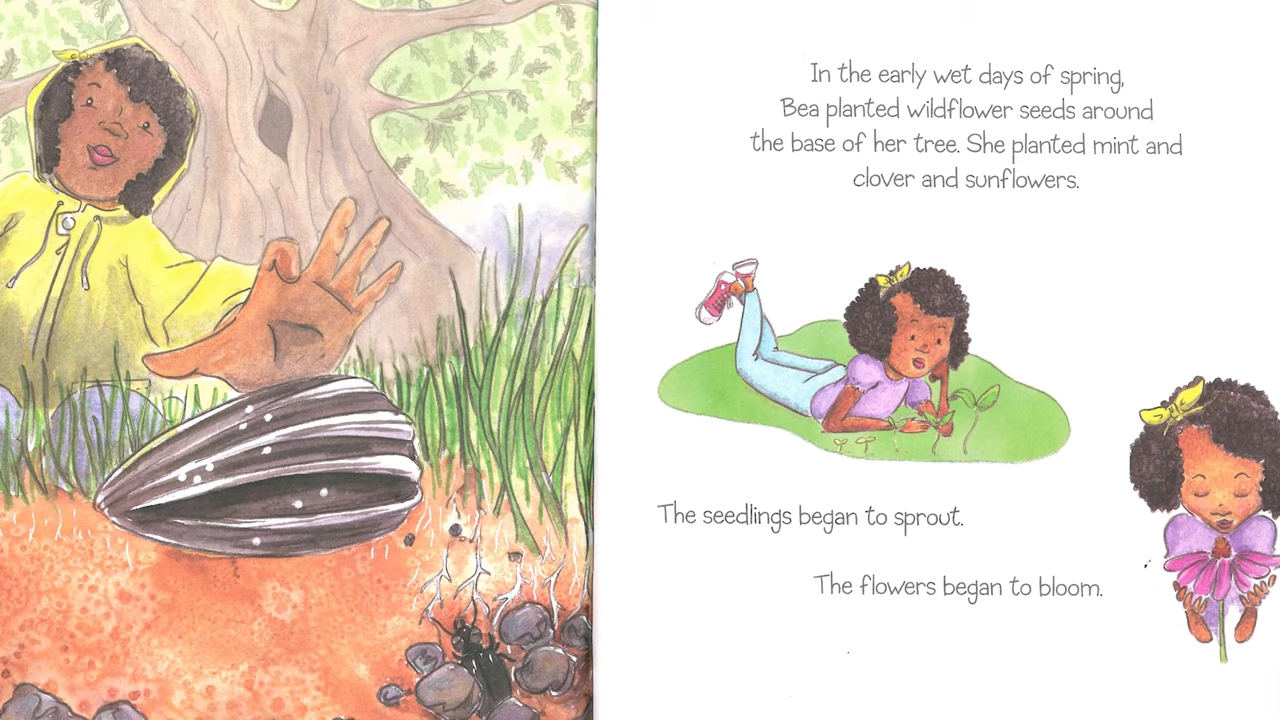 In the early wet days of spring,
Bea planted wildflower seeds around
the base of her tree. She planted mint and
clover and sunflowers.
The seedlings began to sprout.
The flowers began to bloom.